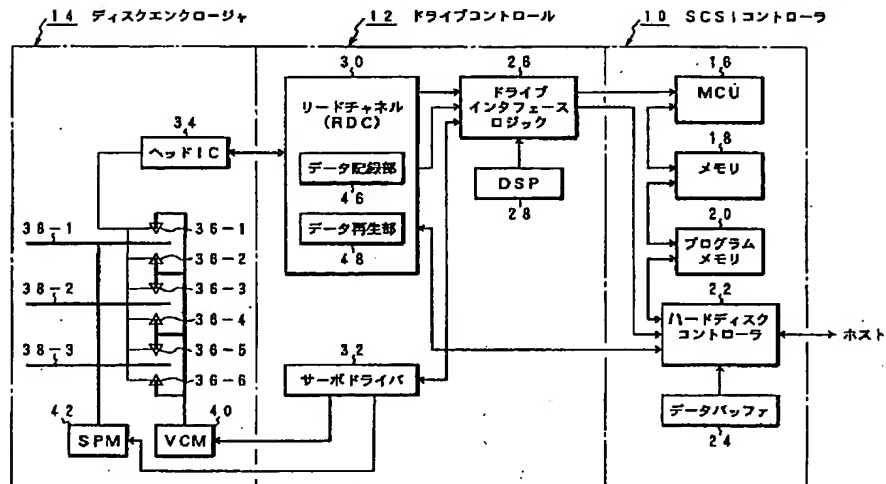 14 ディスクエンクロージャ
12 ドライブコントロール
10 SCSIコントローラ
30
リードチャネル
(RDC)
データ記録部
46
データ再生部
48
26
ドライブ
インタフェース
ロジック
DSP
28
16
MCU
18
メモリ
20
プログラム
メモリ
22
ハードディスク
コントローラ
ホスト
データバッファ
24
34
ヘッドIC
38-1
38-2
38-3
36-1
36-2
36-3
36-4
36-5
36-6
32
サーボドライバ
42
SPM
40
VCM